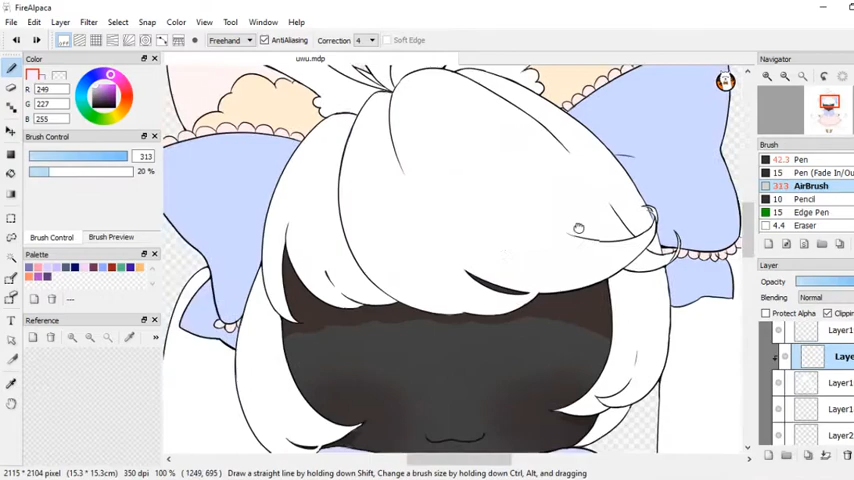 FireAlpaca
File Edit Layer Filter Select Snap Color View Tool Window Help
Freehand AntiAliasing Correction 4 Soft Edge
Color
uwu.mdp
Navigator
R 249
G 227
B 255
Brush Control
313
20 %
Brush
42.3 Pen
15 Pen (Fade In/Ou
313 AirBrush
10 Pencil
15 Edge Pen
4.4 Eraser
Brush Control Brush Preview
Palette
---
Reference
Layer
Opacity
Blending Normal
Protect Alpha Clipping
Layer1
Laye
Layer1
Layer1
Layer2
2115 * 2104 pixel (15.3 * 15.3cm) 350 dpi 100 % ( 1249, 695 ) Draw a straight line by holding down Shift, Change a brush size by holding down Ctrl, Alt, and dragging